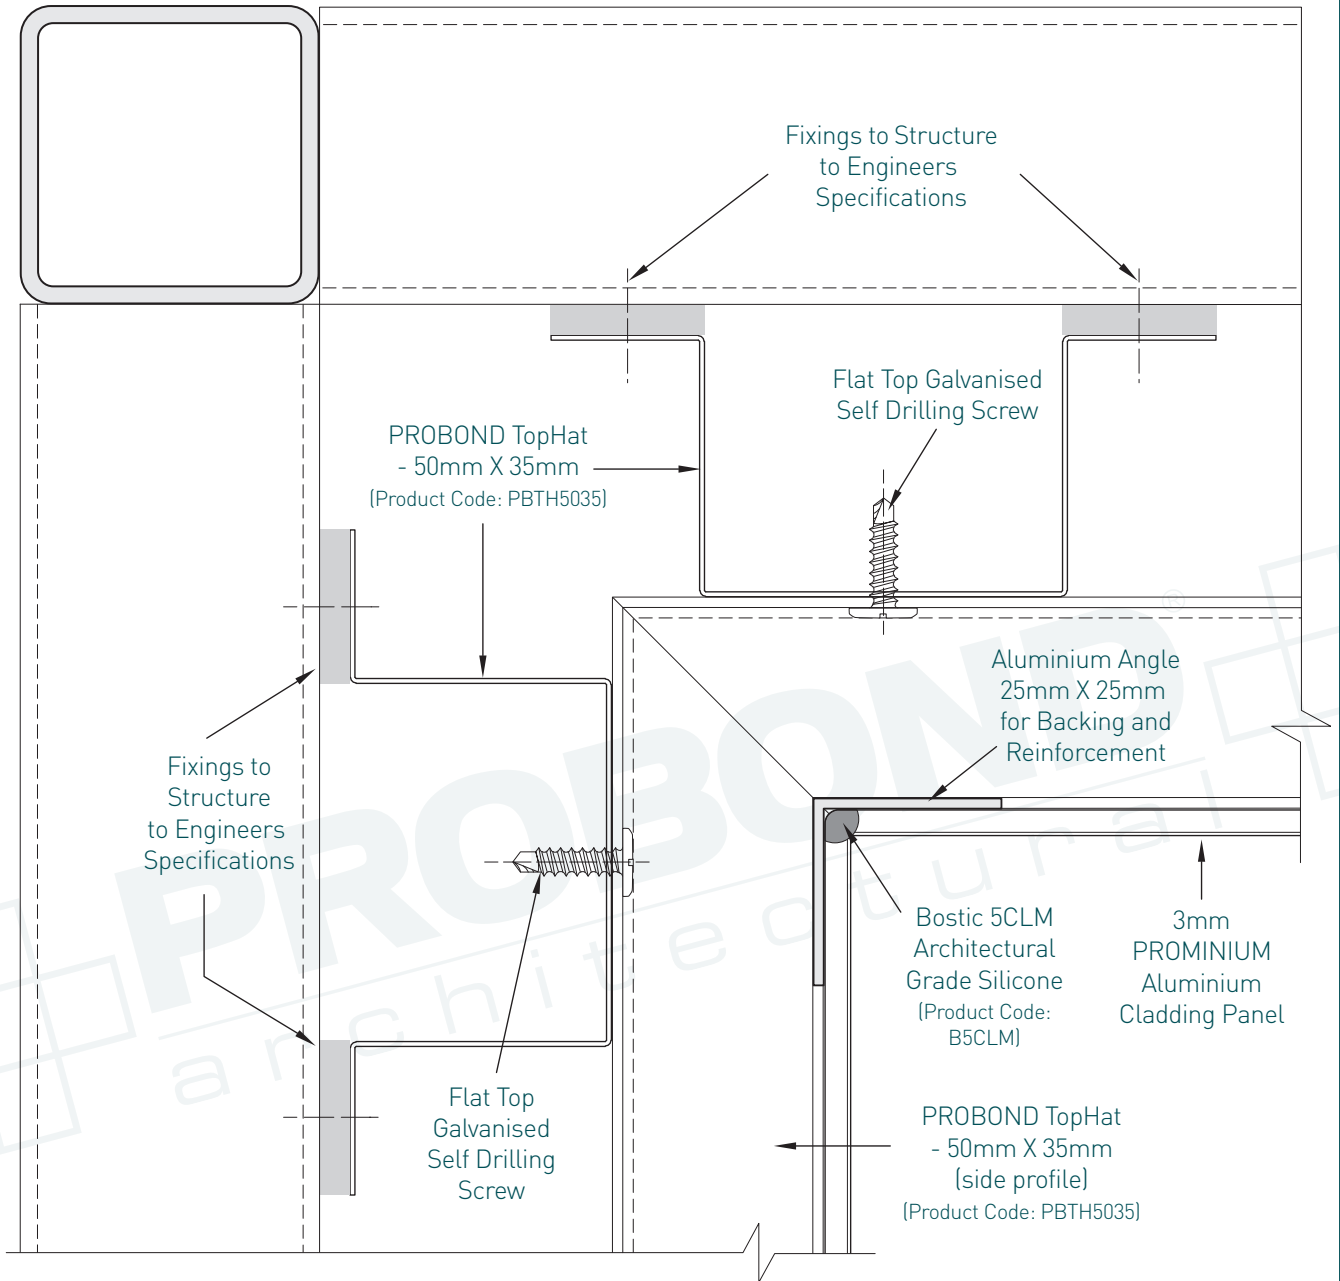 Fixings to Structure
to Engineers
Specifications
Flat Top Galvanised
Self Drilling Screw
PROBOND TopHat
- 50mm X 35mm
(Product Code: PBTH5035)
Aluminium Angle
25mm X 25mm
for Backing and
Reinforcement
Fixings to
Structure
to Engineers
Specifications
Bostic 5CLM
Architectural
Grade Silicone
(Product Code:
B5CLM)
3mm
PROMINIUM
Aluminium
Cladding Panel
Flat Top
Galvanised
Self Drilling
Screw
PROBOND TopHat
- 50mm X 35mm
(side profile)
(Product Code: PBTH5035)
PROBOND®
architectural